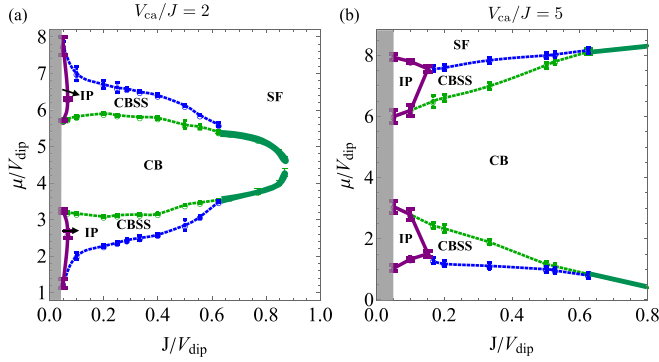 (a)
V_ca/J = 2
μ/V_dip
8
7
6
5
4
3
2
1
IP
CBSS
SF
CB
IP
CBSS
0.0 0.2 0.4 0.6 0.8 1.0
J/V_dip
(b)
V_ca/J = 5
μ/V_dip
8
6
4
2
0
SF
IP
CBSS
CB
IP
CBSS
0.0 0.2 0.4 0.6 0.8
J/V_dip